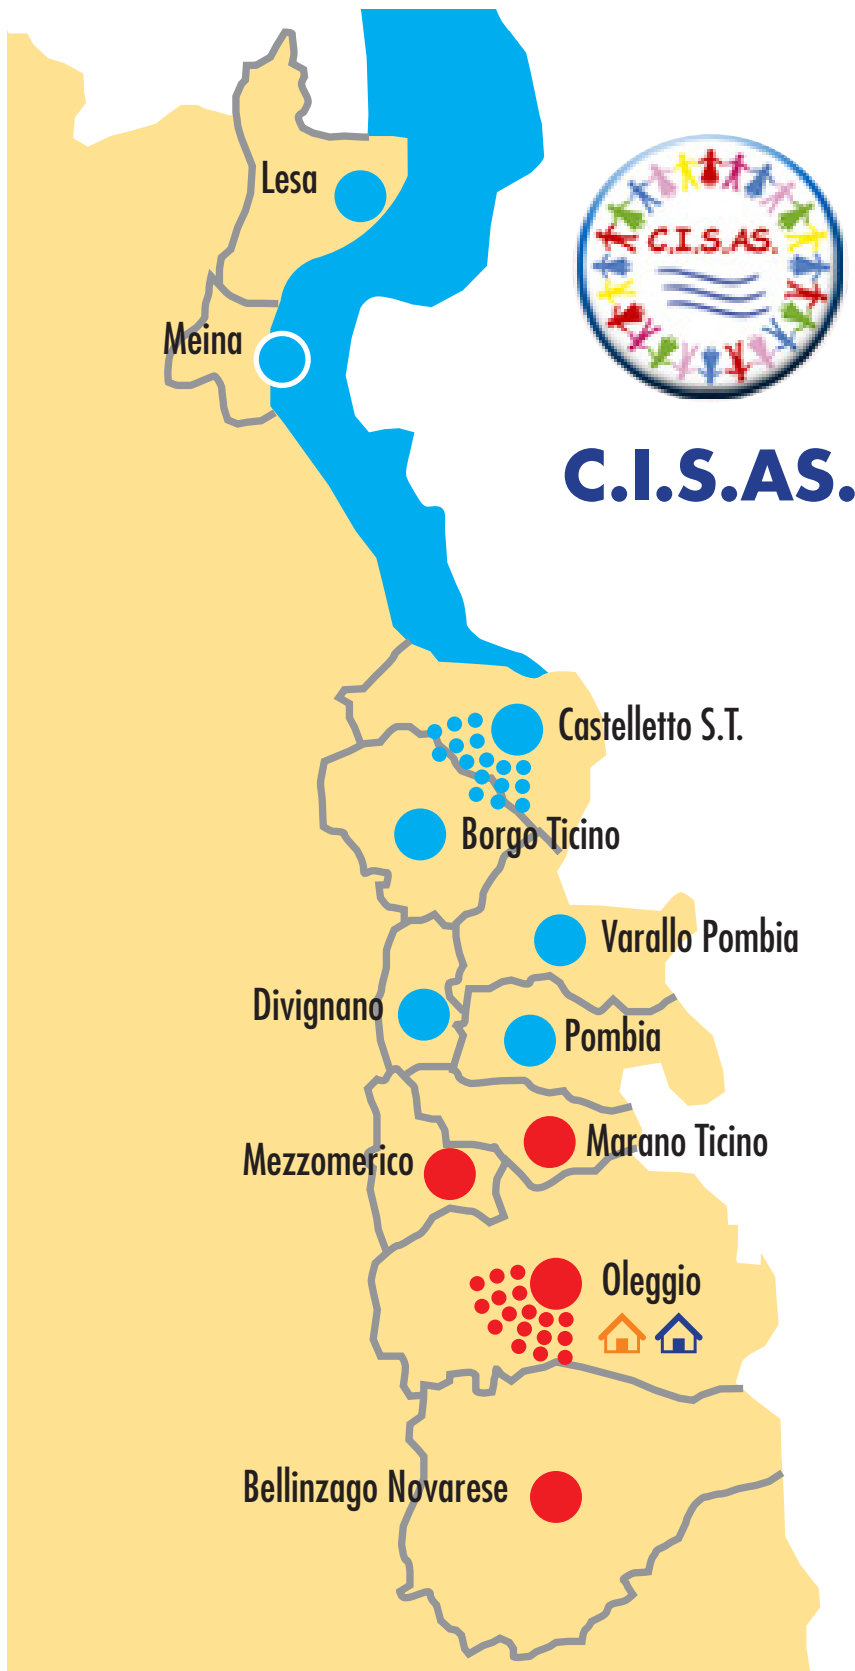 Lesa
C.I.S.AS.
Meina
C.I.S.AS.
Castelletto S.T.
Borgo Ticino
Varallo Pombia
Divignano
Pombia
Marano Ticino
Mezzomerico
Oleggio
Bellinzago Novarese